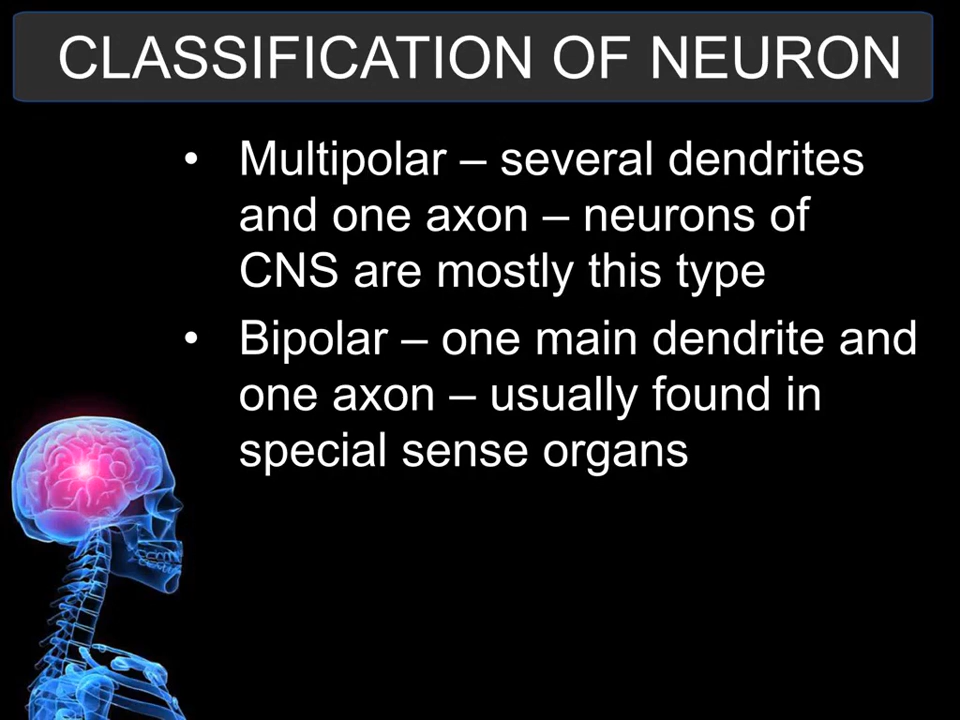 CLASSIFICATION OF NEURON
• Multipolar – several dendrites
and one axon – neurons of
CNS are mostly this type
• Bipolar – one main dendrite and
one axon – usually found in
special sense organs